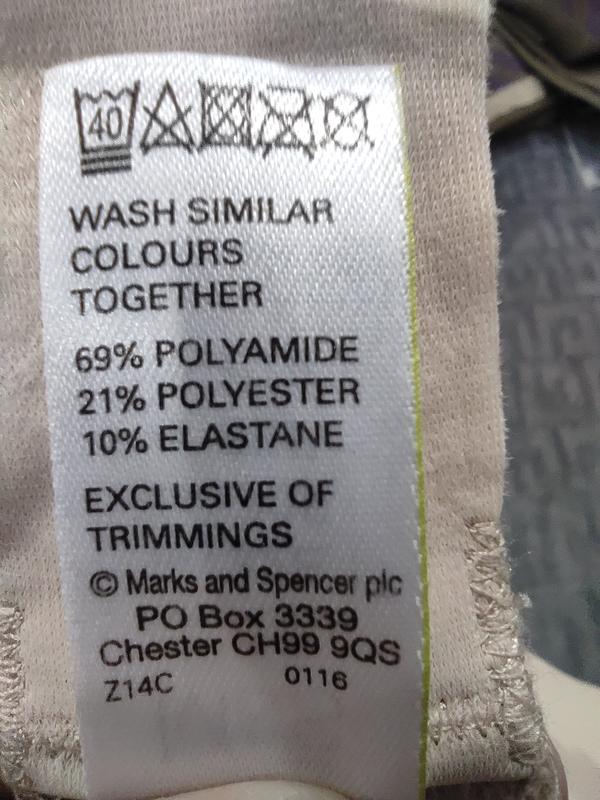 40
WASH SIMILAR
COLOURS
TOGETHER
69% POLYAMIDE
21% POLYESTER
10% ELASTANE
EXCLUSIVE OF
TRIMMINGS
© Marks and Spencer plc
PO Box 3339
Chester CH99 9QS
Z14C 0116